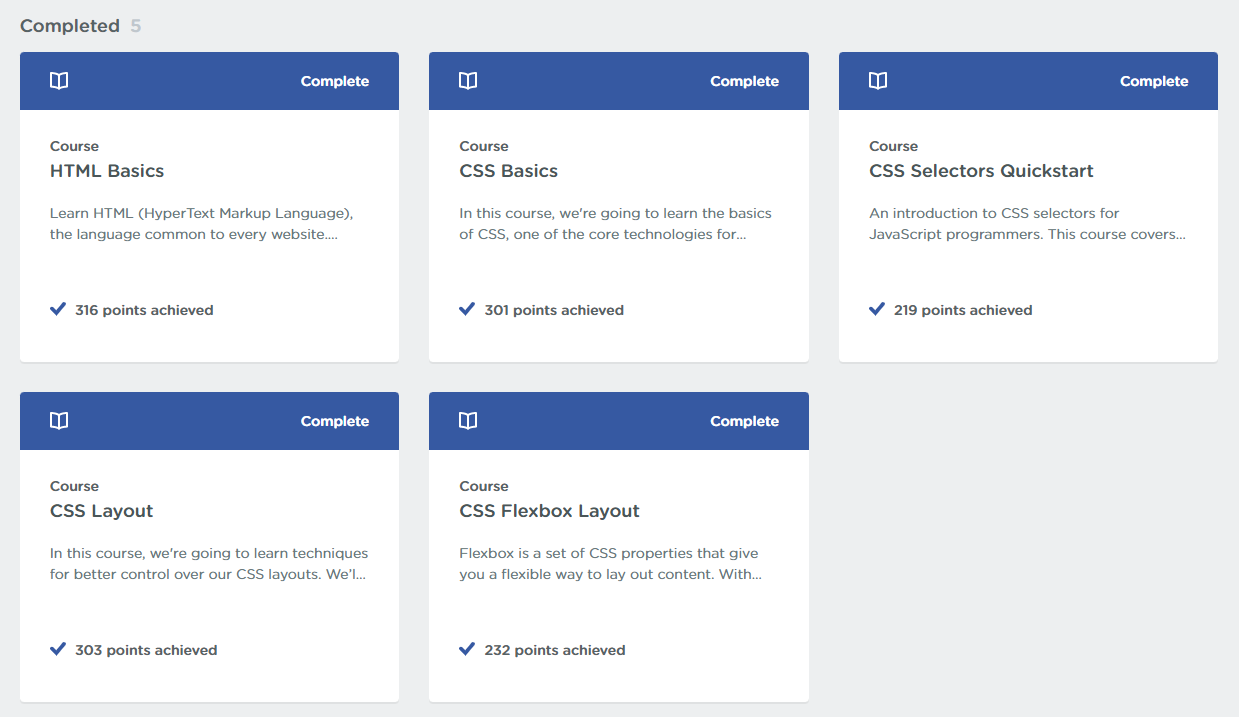 Completed 5
Complete
Course
HTML Basics
Learn HTML (HyperText Markup Language),
the language common to every website....
316 points achieved
Complete
Course
CSS Basics
In this course, we're going to learn the basics
of CSS, one of the core technologies for...
301 points achieved
Complete
Course
CSS Selectors Quickstart
An introduction to CSS selectors for
JavaScript programmers. This course covers...
219 points achieved
Complete
Course
CSS Layout
In this course, we're going to learn techniques
for better control over our CSS layouts. We'l...
303 points achieved
Complete
Course
CSS Flexbox Layout
Flexbox is a set of CSS properties that give
you a flexible way to lay out content. With...
232 points achieved